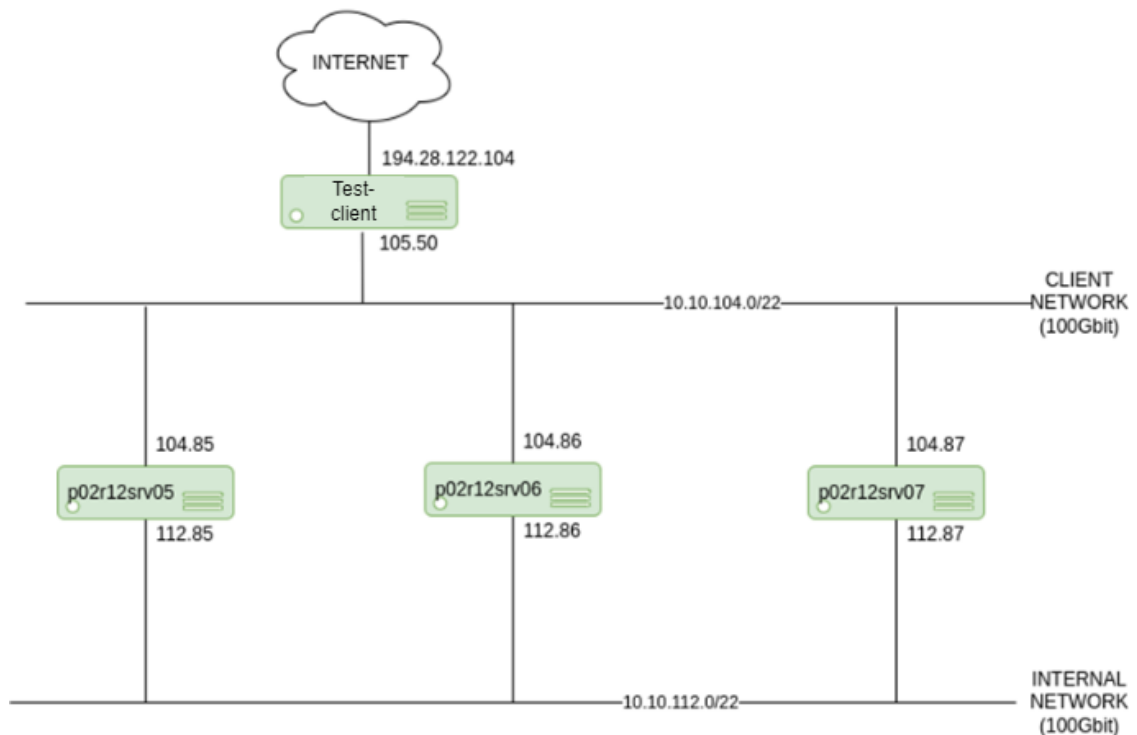 INTERNET
194.28.122.104
Test-
client
105.50
CLIENT
NETWORK
(100Gbit)
10.10.104.0/22
104.85
104.86
104.87
p02r12srv05
p02r12srv06
p02r12srv07
112.85
112.86
112.87
INTERNAL
NETWORK
(100Gbit)
10.10.112.0/22